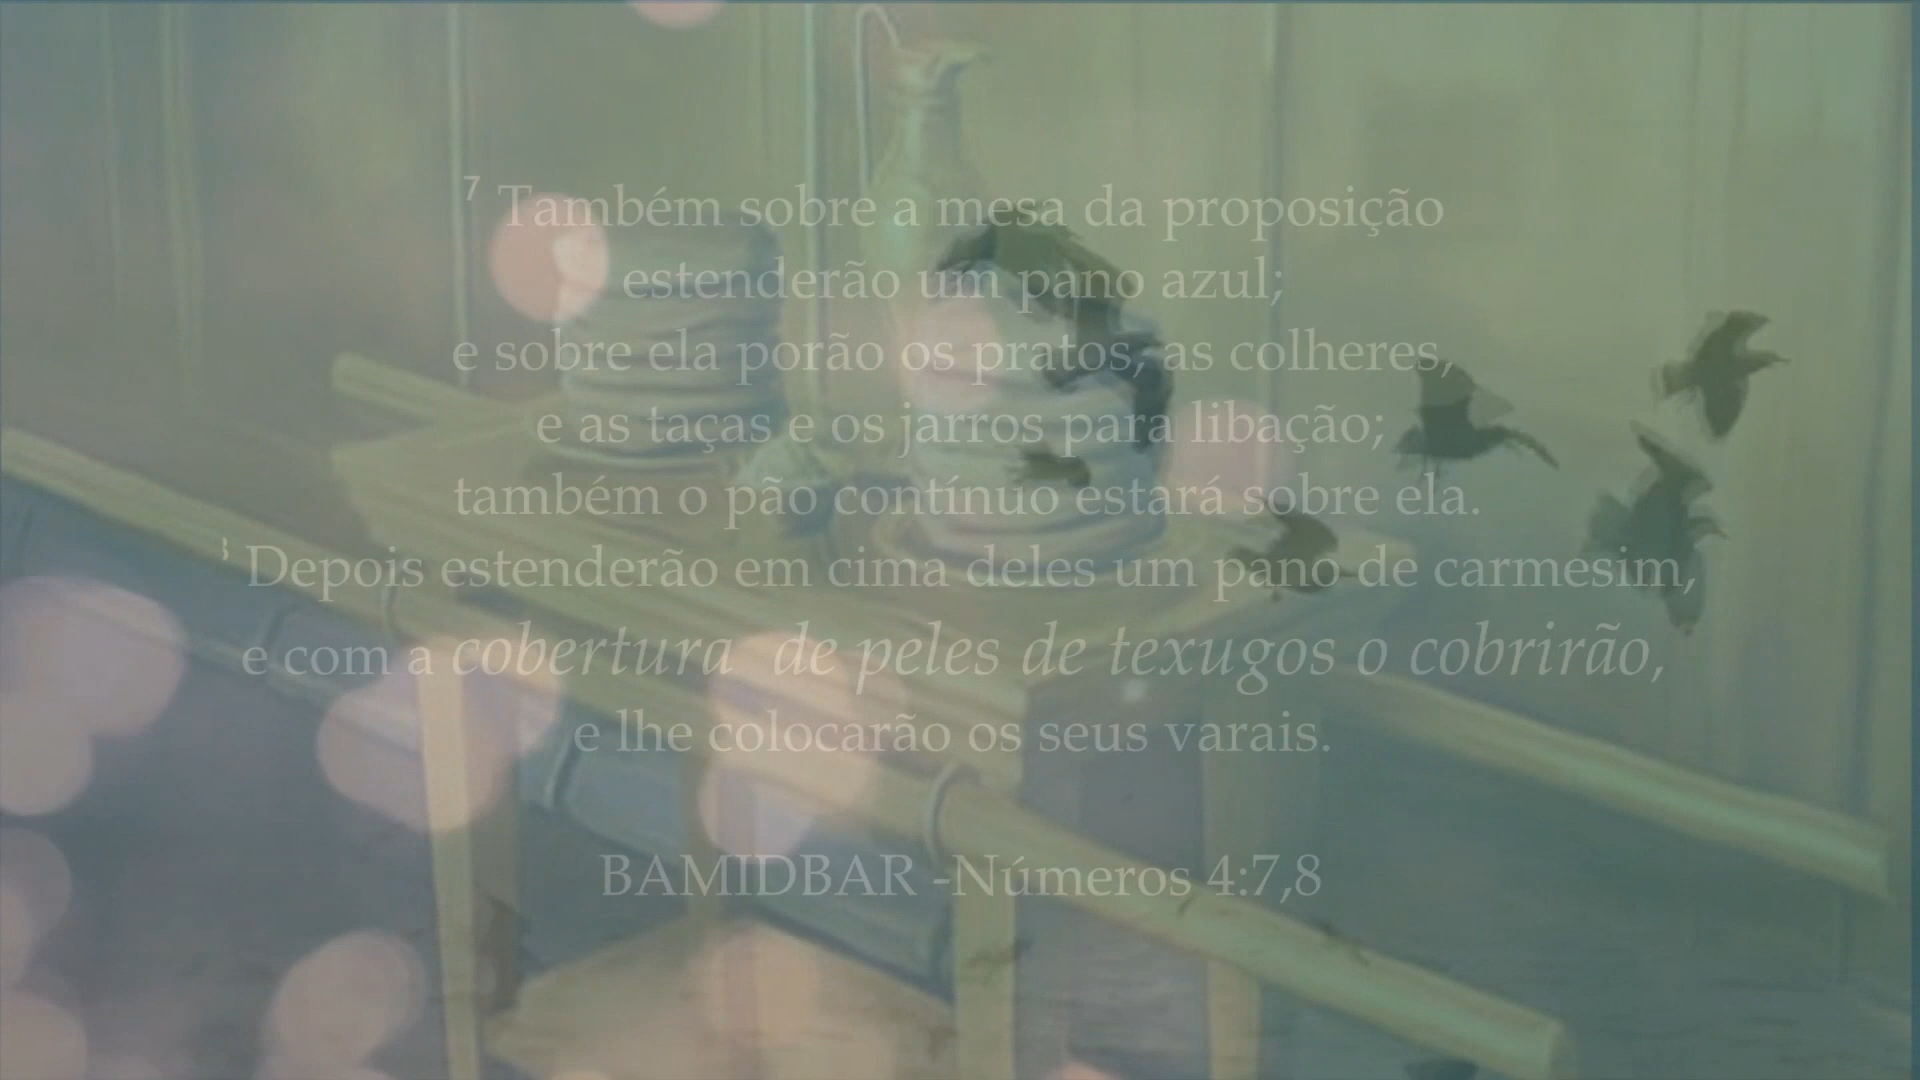 ⁷ Também sobre a mesa da proposição
estenderão um pano azul;
e sobre ela porão os pratos, as colheres,
e as taças e os jarros para libação;
também o pão contínuo estará sobre ela.
Depois estenderão em cima deles um pano de carmesim,
e com a cobertura de peles de texugos o cobrirão,
e lhe colocarão os seus varais.
BAMIDBAR -Números 4:7,8